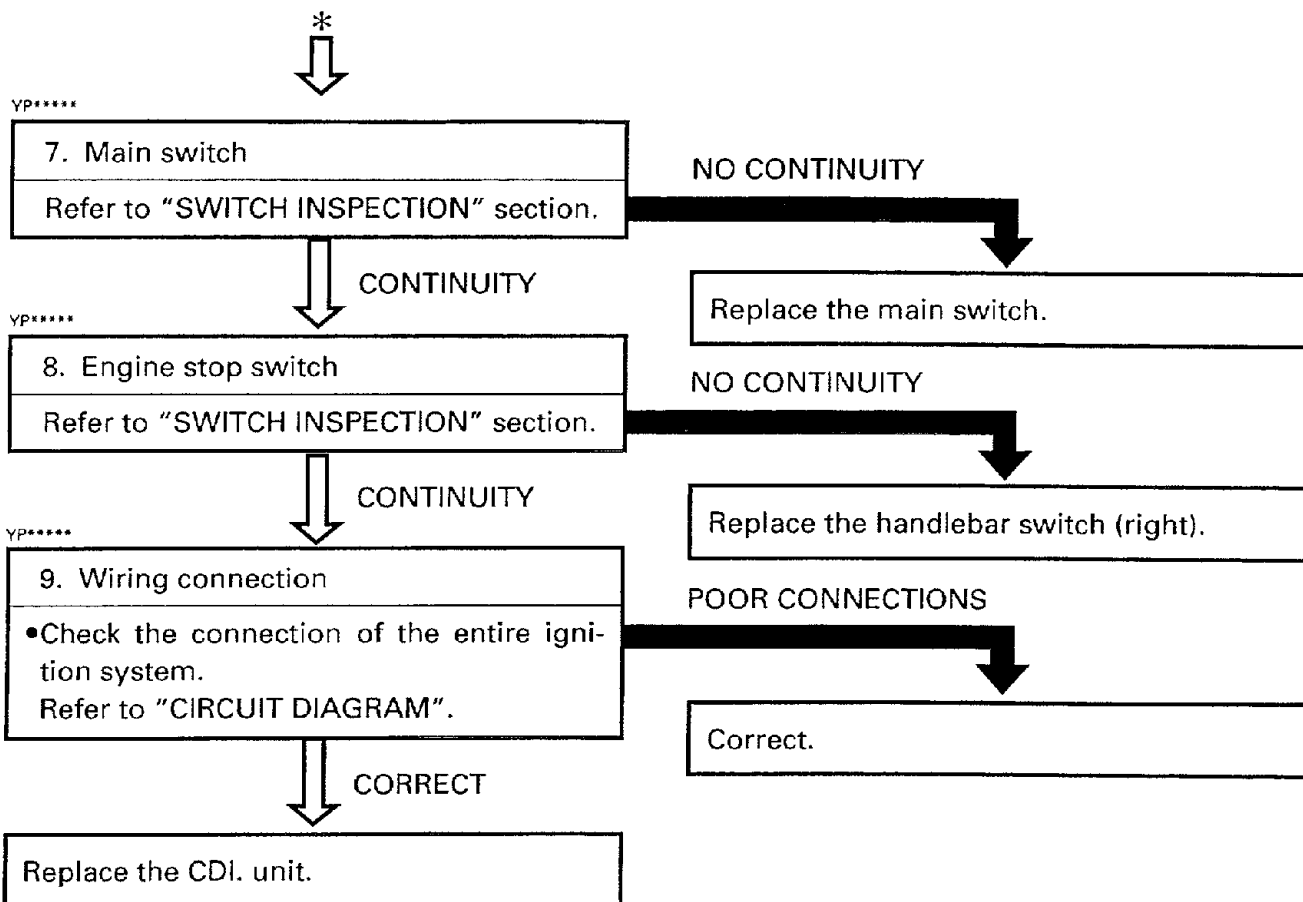 *
YP*****
7. Main switch
Refer to "SWITCH INSPECTION" section.
NO CONTINUITY
Replace the main switch.
CONTINUITY
YP*****
8. Engine stop switch
Refer to "SWITCH INSPECTION" section.
NO CONTINUITY
Replace the handlebar switch (right).
CONTINUITY
YP*****
9. Wiring connection
•Check the connection of the entire igni-
tion system.
Refer to "CIRCUIT DIAGRAM".
POOR CONNECTIONS
Correct.
CORRECT
Replace the CDI. unit.